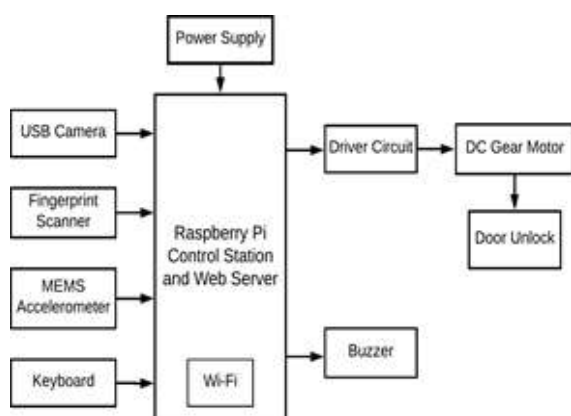 Power Supply
USB Camera
Fingerprint
Scanner
MEMS
Accelerometer
Keyboard
Raspberry Pi
Control Station
and Web Server
Wi-Fi
Driver Circuit
DC Gear Motor
Door Unlock
Buzzer